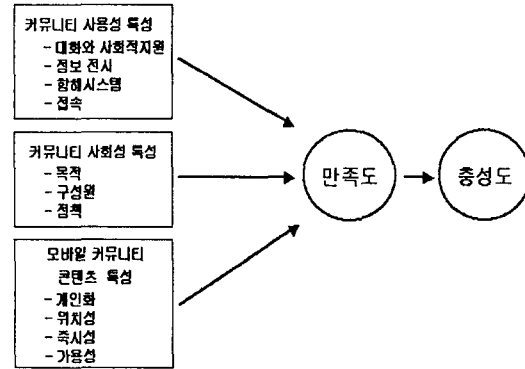 커뮤니티 사용성 특성
- 대화와 사회적지원
- 정보 전시
- 항해시스템
- 접속
커뮤니티 사회성 특성
- 목적
- 구성원
- 정책
모바일 커뮤니티
콘텐츠 특성
- 개인화
- 위치성
- 즉시성
- 가용성
만족도
충성도